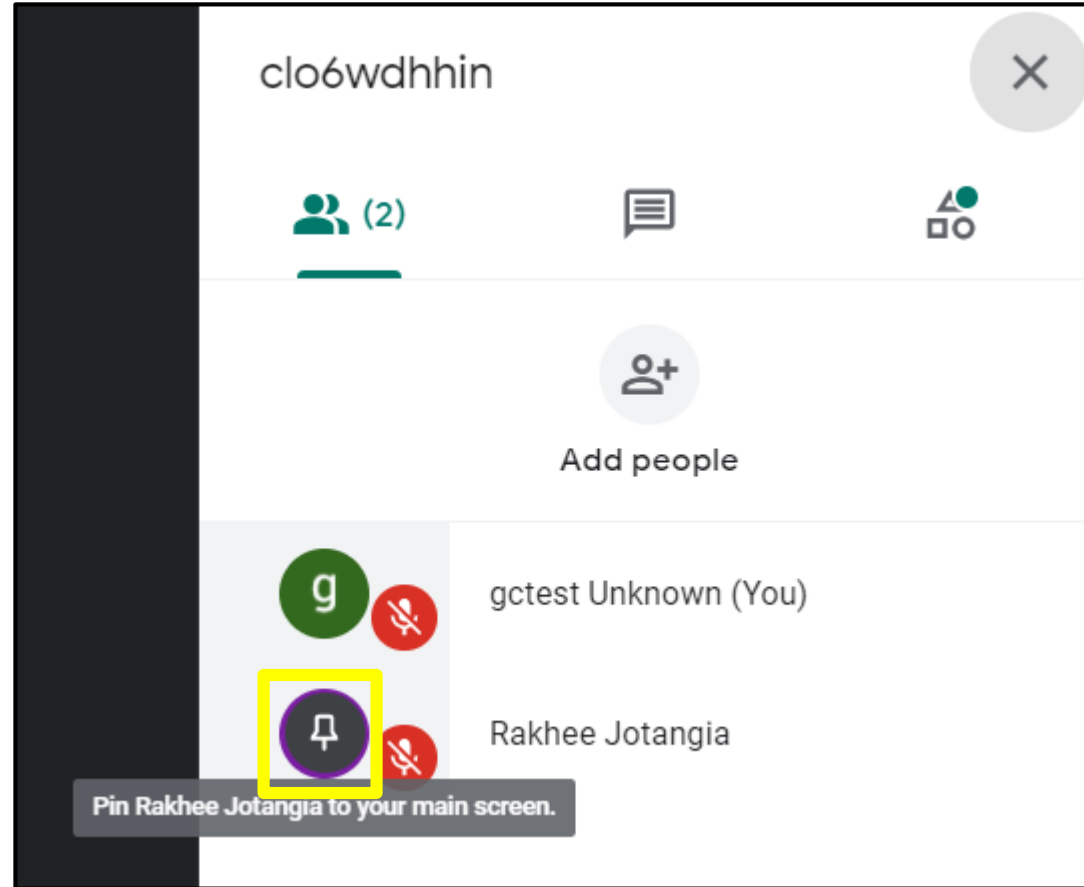 clo6wdhhin
(2)
Add people
g
gctest Unknown (You)
Rakhee Jotangia
Pin Rakhee Jotangia to your main screen.